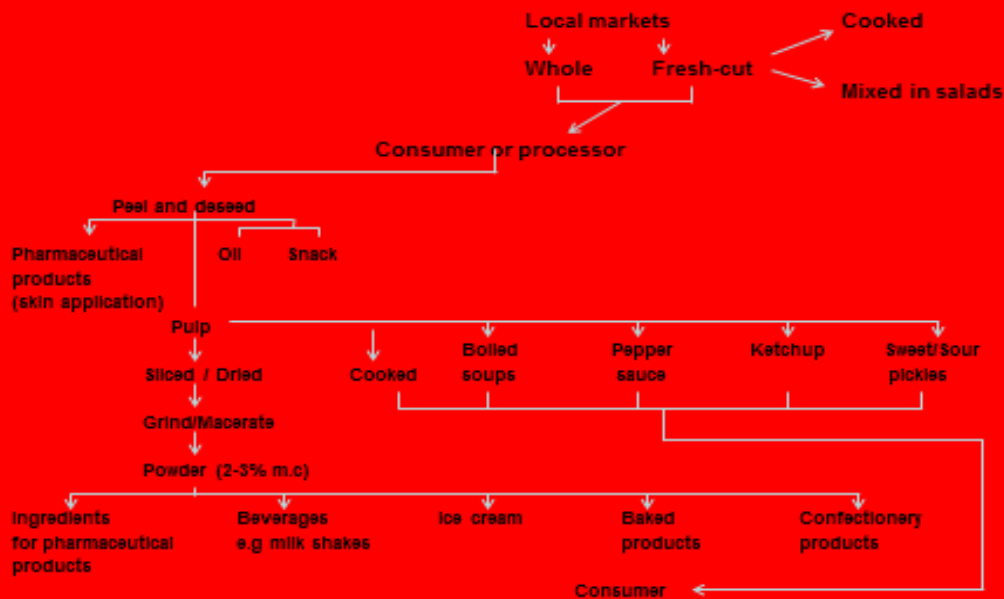 Local markets
Cooked
Whole
Fresh-cut
Mixed in salads
Consumer or processor
Peel and deseed
Pharmaceutical
products
(skin application)
Oil
Snack
Pulp
Sliced / Dried
Cooked
Boiled
soups
Pepper
sauce
Ketchup
Sweet/Sour
pickles
Grind/Macerate
Powder (2-3% m.c)
Ingredients
for pharmaceutical
products
Beverages
e.g milk shakes
Ice cream
Baked
products
Confectionery
products
Consumer